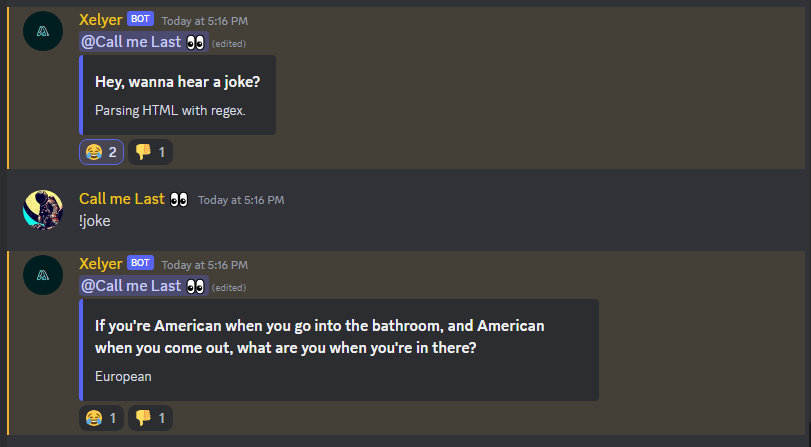 Xelyer BOT Today at 5:16 PM
@Call me Last 👀 (edited)
Hey, wanna hear a joke?
Parsing HTML with regex.
😂 2 👎 1
Call me Last 👀 Today at 5:16 PM
!joke
Xelyer BOT Today at 5:16 PM
@Call me Last 👀 (edited)
If you're American when you go into the bathroom, and American
when you come out, what are you when you're in there?
European
😂 1 👎 1